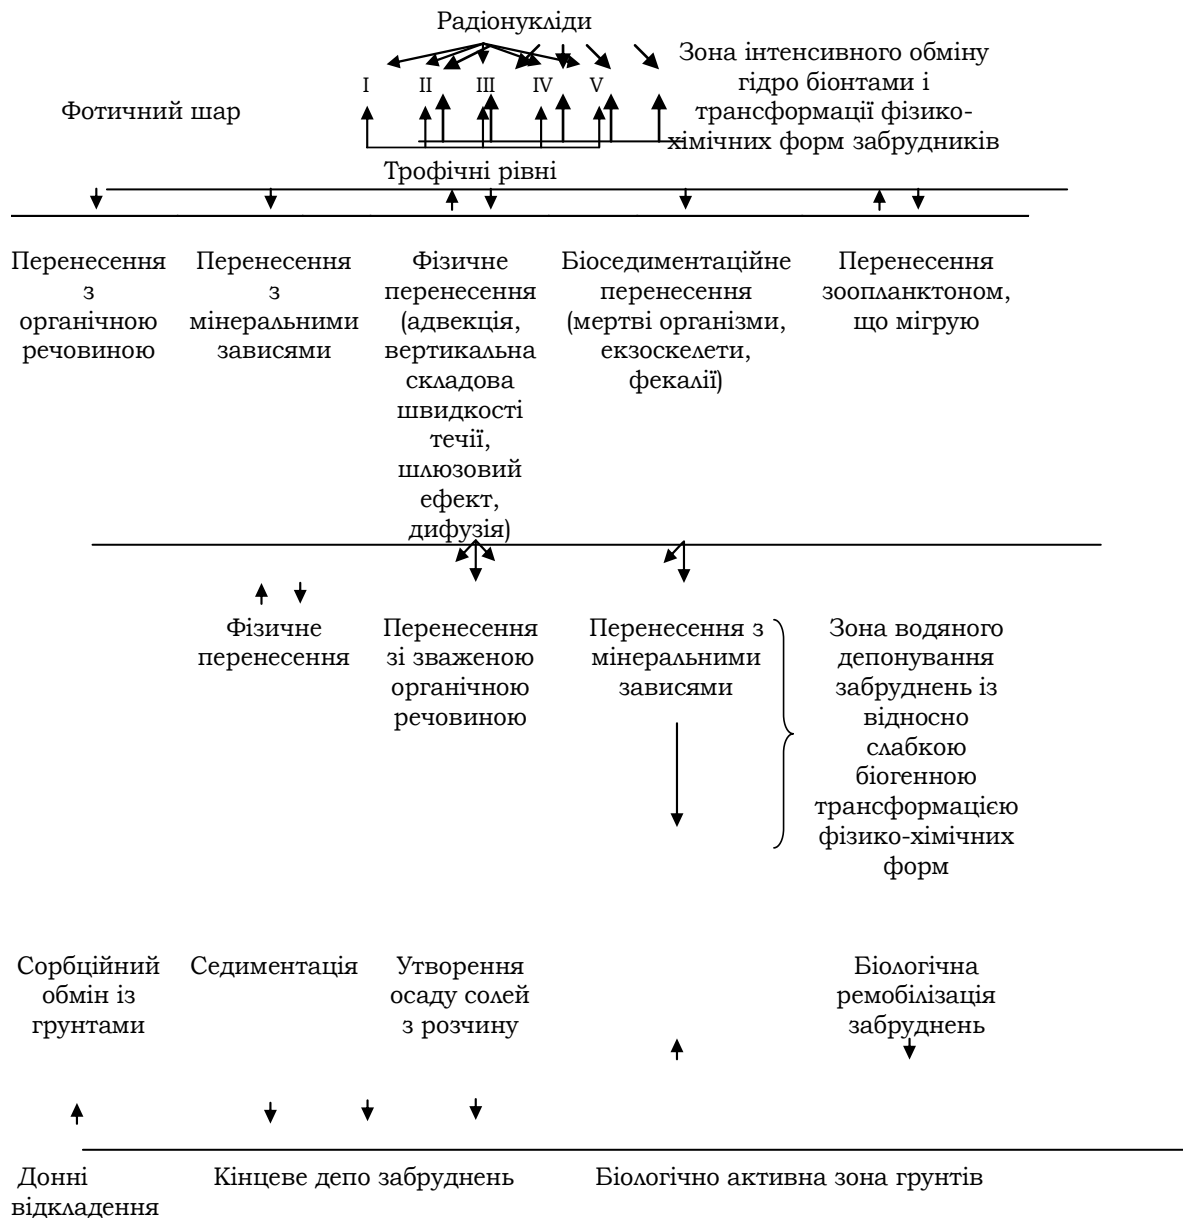 Радіонукліди
Зона інтенсивного обміну
гідро біонтами і
трансформації фізико-
хімічних форм забрудників
I II III IV V
Фотичний шар
Трофічні рівні
Перенесення
з
органічною
речовиною
Перенесення
з
мінеральними
зависями
Фізичне
перенесення
(адвекція,
вертикальна
складова
швидкості
течії,
шлюзовий
ефект,
дифузія)
Біоседиментаційне
перенесення
(мертві організми,
екзоскелети,
фекалії)
Перенесення
зоопланктоном,
що мігрую
Фізичне
перенесення
Перенесення
зі зваженою
органічною
речовиною
Перенесення з
мінеральними
зависями
Зона водяного
депонування
забруднень із
відносно
слабкою
біогенною
трансформацією
фізико-хімічних
форм
Сорбційний
обмін із
грунтами
Седиментація
Утворення
осаду солей
з розчину
Біологічна
ремобілізація
забруднень
Донні
відкладення
Кінцеве депо забруднень
Біологічно активна зона грунтів